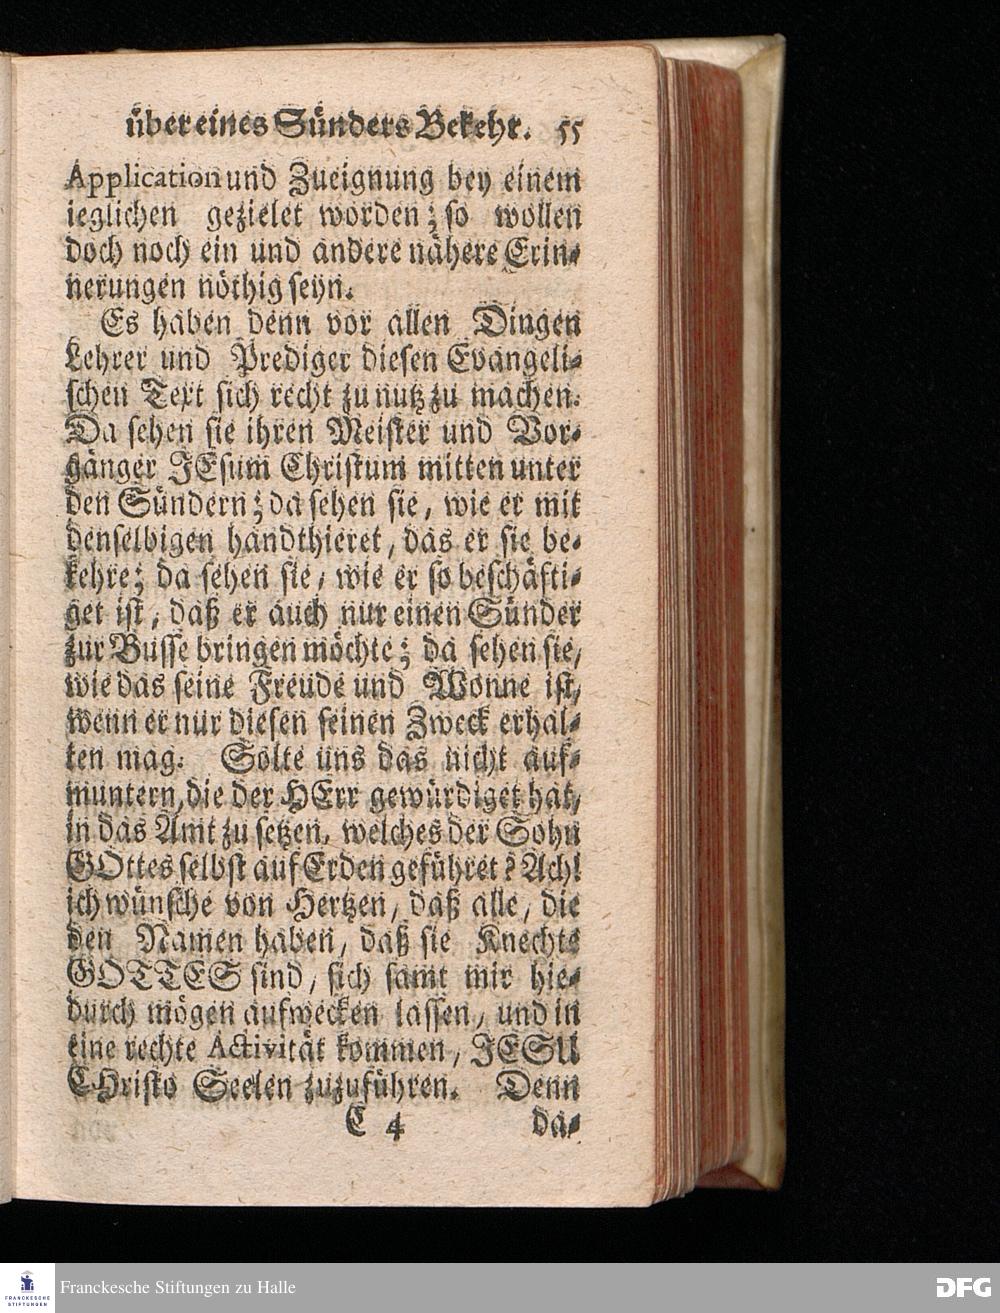 über eines Sünders Bekehr. 55
Application und Zueignung bey einem
ieglichen gezielet worden; so wollen
doch noch ein und andere nähere Erin-
nerungen nöthig seyn.
Es haben denn vor allen Dingen
Lehrer und Prediger diesen Evangeli-
schen Text sich recht zu nutz zu machen.
Da sehen sie ihren Meister und Vor-
gänger JEsum Christum mitten unter
den Sündern; da sehen sie, wie er mit
denselbigen handthieret, das er sie be-
kehre; da sehen sie, wie er so beschäfti-
get ist, daß er auch nur einen Sünder
zur Busse bringen möchte; da sehen sie,
wie das seine Freude und Wonne ist,
wenn er nur diesen seinen Zweck erhal-
ten mag. Solte uns das nicht auf-
muntern, die der HErr gewürdiget hat,
in das Amt zu setzen, welches der Sohn
GOttes selbst auf Erden geführet? Ach!
ich wünsche von Hertzen, daß alle, die
den Namen haben, daß sie Knechte
GOTTES sind, sich samt mir hie-
durch mögen aufwecken lassen, und in
eine rechte Activität kommen, JESU
CHristo Seelen zuzuführen. Denn
C 4 da-
FRANCKESCHE
STIFTUNGEN
Franckesche Stiftungen zu Halle
DFG